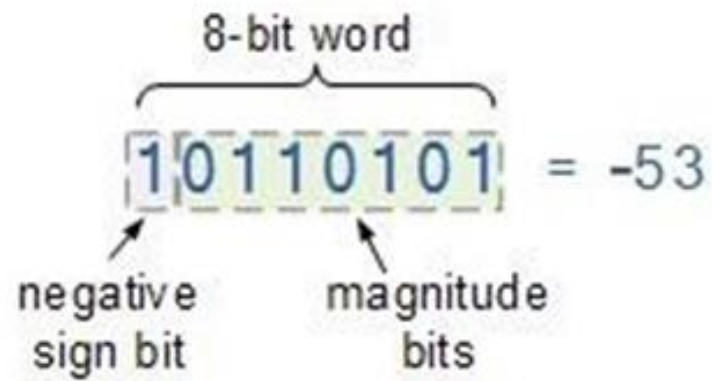 8-bit word
10110101 = -53
negative
sign bit
magnitude
bits